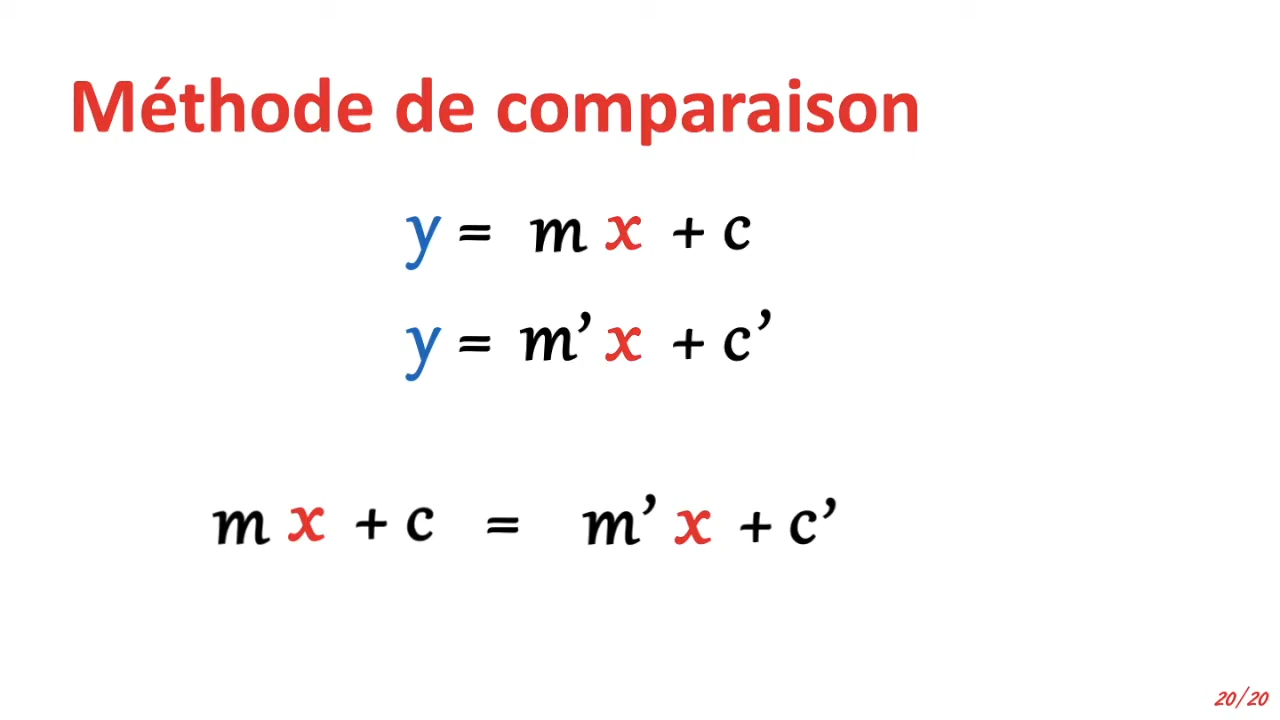 Méthode de comparaison
y = m x + c
y = m’ x + c’
m x + c = m’ x + c’
20/20